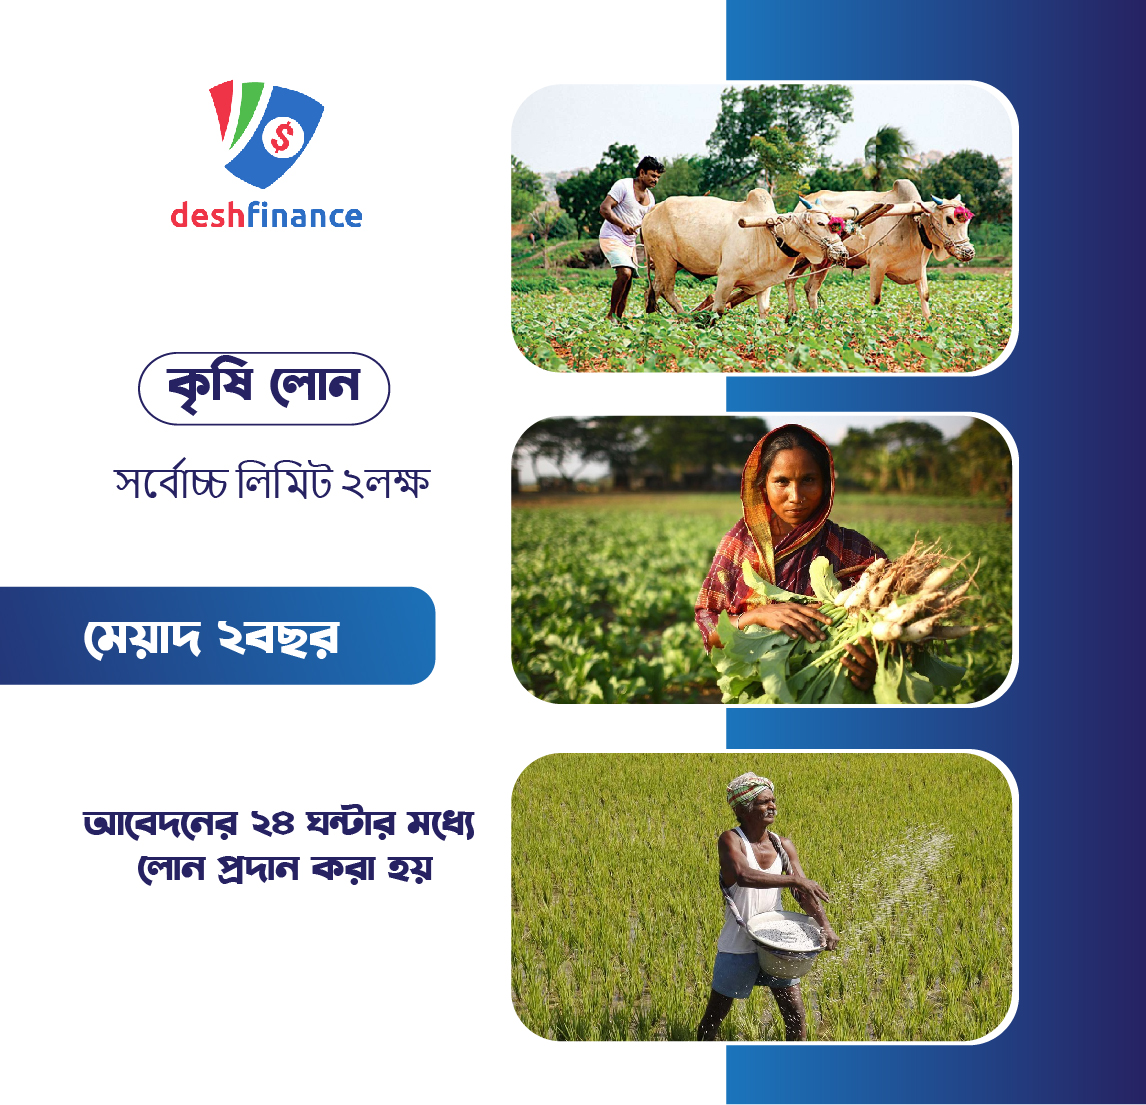 deshfinance
কৃষি লোন
সর্বোচ্চ লিমিট ২লক্ষ
মেয়াদ ২বছর
আবেদনের ২৪ ঘন্টার মধ্যে
লোন প্রদান করা হয়